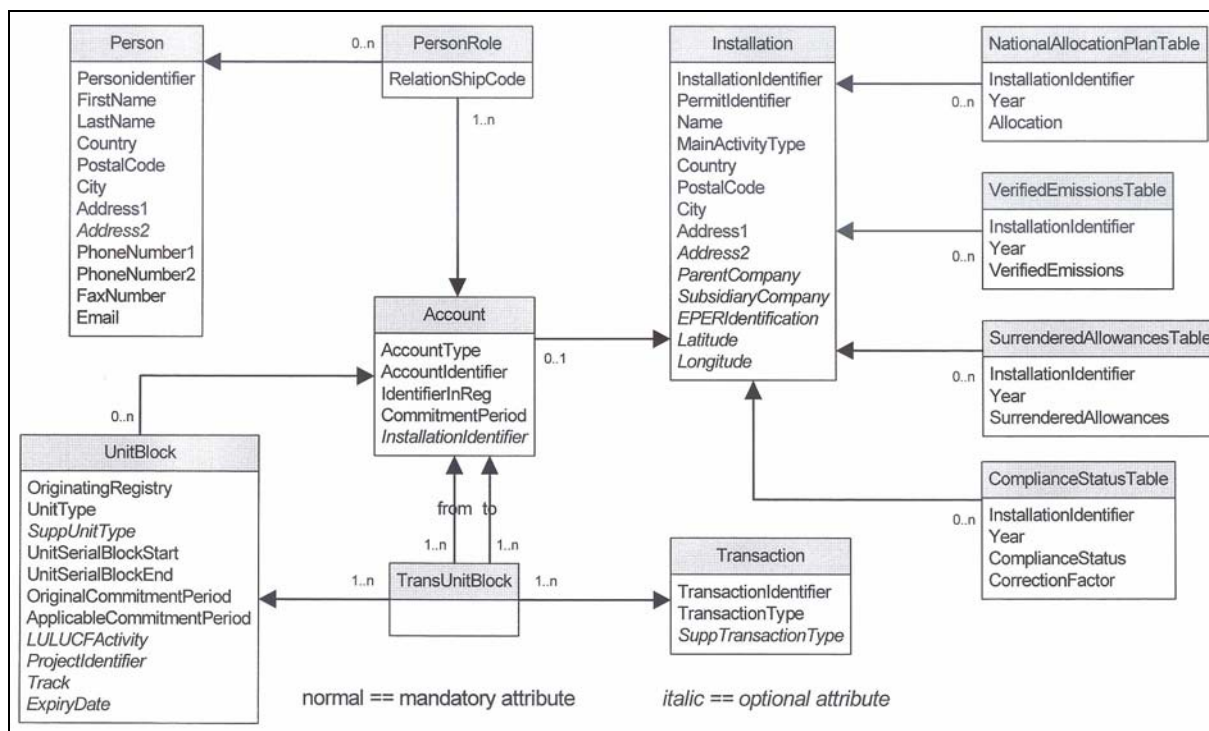 Person
Personidentifier
FirstName
LastName
Country
PostalCode
City
Address1
Address2
PhoneNumber1
PhoneNumber2
FaxNumber
Email
0..n
PersonRole
RelationShipCode
1..n
Installation
InstallationIdentifier
PermitIdentifier
Name
MainActivityType
Country
PostalCode
City
Address1
Address2
ParentCompany
SubsidiaryCompany
EPERIdentification
Latitude
Longitude
NationalAllocationPlanTable
InstallationIdentifier
Year
Allocation
0..n
VerifiedEmissionsTable
InstallationIdentifier
Year
VerifiedEmissions
0..n
Account
AccountType
AccountIdentifier
IdentifierInReg
CommitmentPeriod
InstallationIdentifier
0..1
SurrenderedAllowancesTable
InstallationIdentifier
Year
SurrenderedAllowances
0..n
0..n
UnitBlock
OriginatingRegistry
UnitType
SuppUnitType
UnitSerialBlockStart
UnitSerialBlockEnd
OriginalCommitmentPeriod
ApplicableCommitmentPeriod
LULUCFActivity
ProjectIdentifier
Track
ExpiryDate
ComplianceStatusTable
InstallationIdentifier
Year
ComplianceStatus
CorrectionFactor
0..n
from to
1..n 1..n
1..n
TransUnitBlock
1..n
Transaction
TransactionIdentifier
TransactionType
SuppTransactionType
normal == mandatory attribute
italic == optional attribute